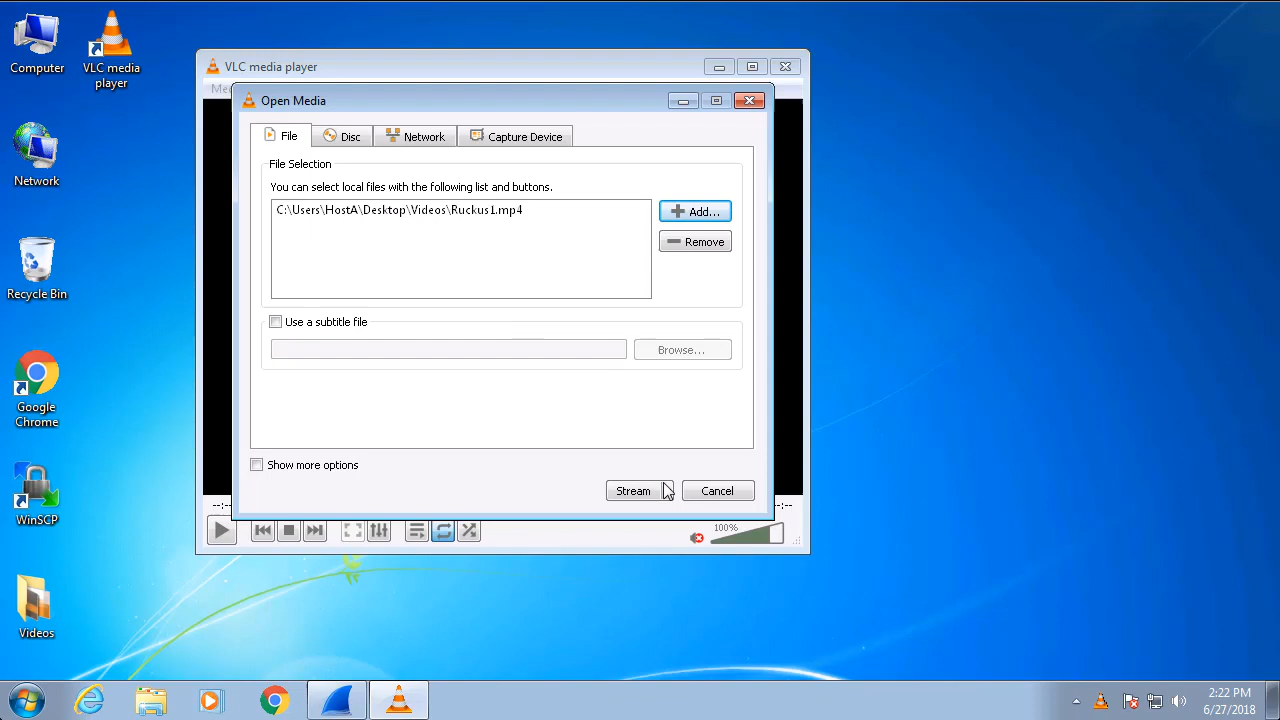 Computer
VLC media
player
Network
Recycle Bin
Google
Chrome
WinSCP
Videos
VLC media player
Me
Open Media
File
Disc
Network
Capture Device
File Selection
You can select local files with the following list and buttons.
C:\Users\HostA\Desktop\Videos\Ruckus1.mp4
Add...
Remove
Use a subtitle file
Browse...
Show more options
Stream
Cancel
--:
:--
100%
2:22 PM
6/27/2018